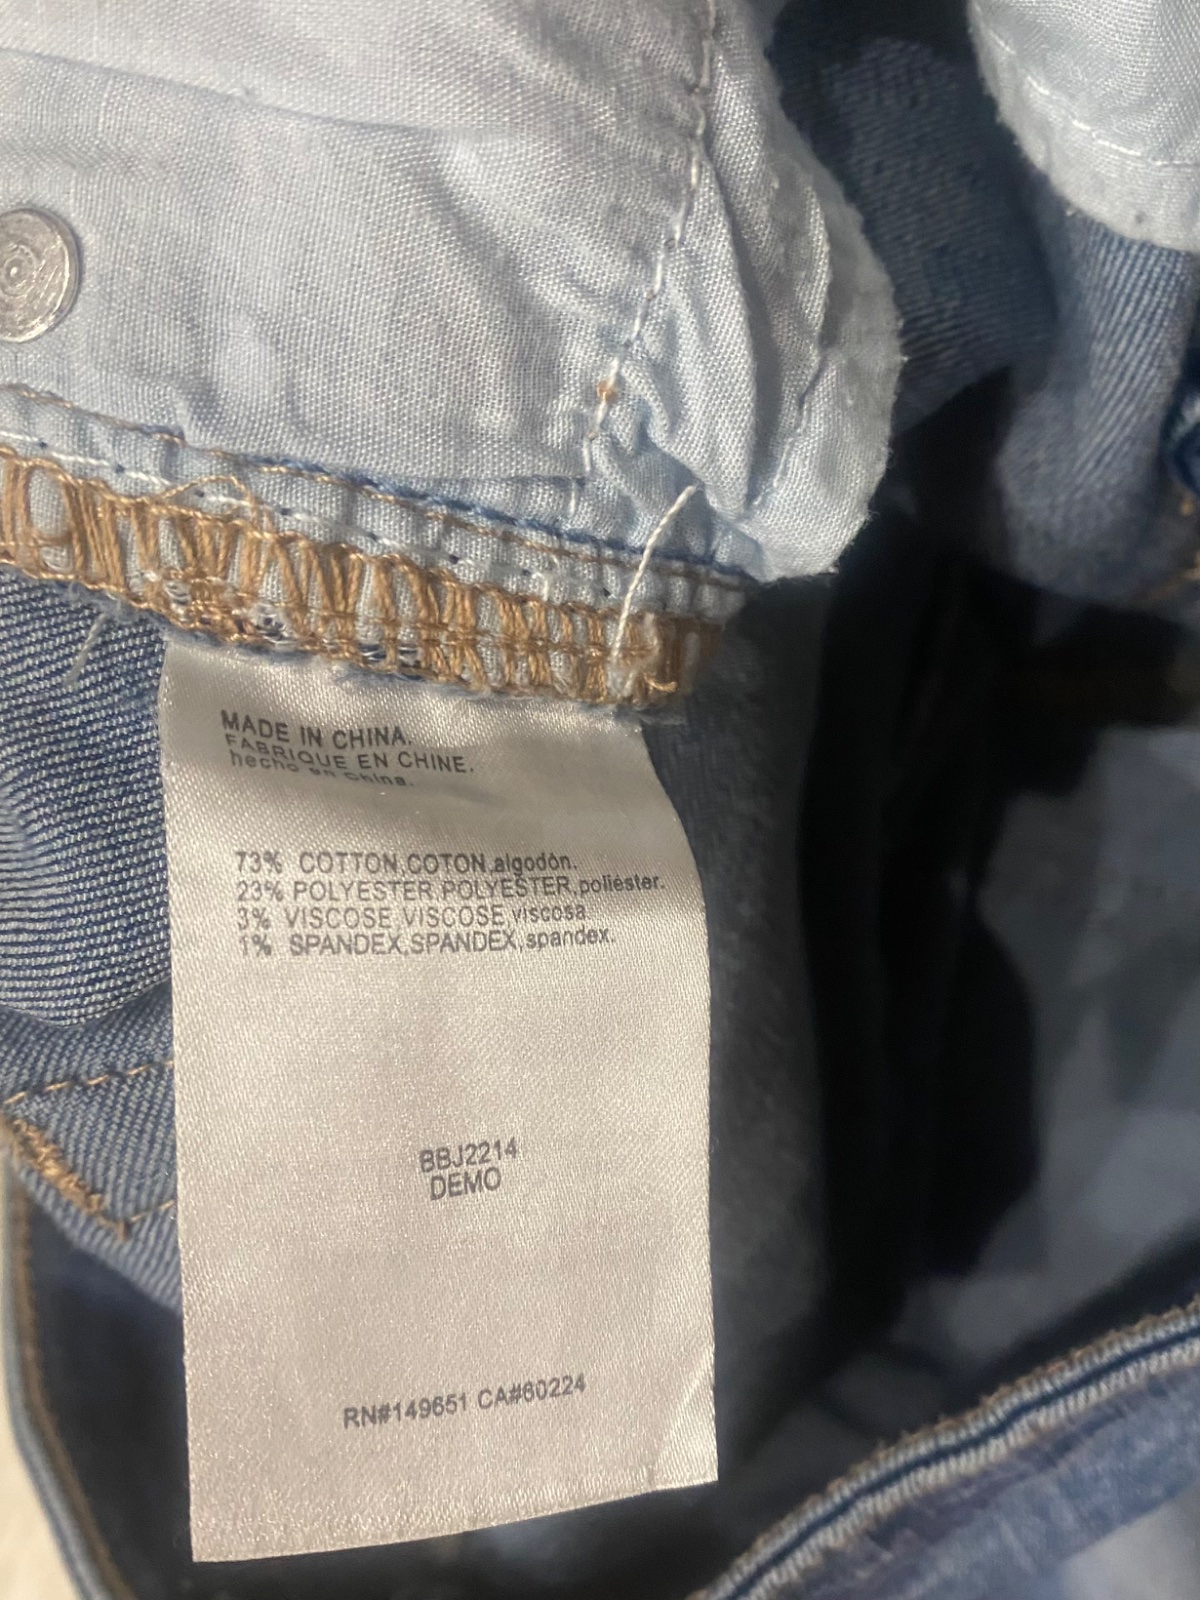 MADE IN CHINA.
FABRIQUE EN CHINE.
hecho en China.
73% COTTON,COTON,algodón.
23% POLYESTER,POLYESTER,poliéster.
3% VISCOSE,VISCOSE,viscosa.
1% SPANDEX,SPANDEX,spandex.
BBJ2214
DEMO
RN#149651 CA#60224